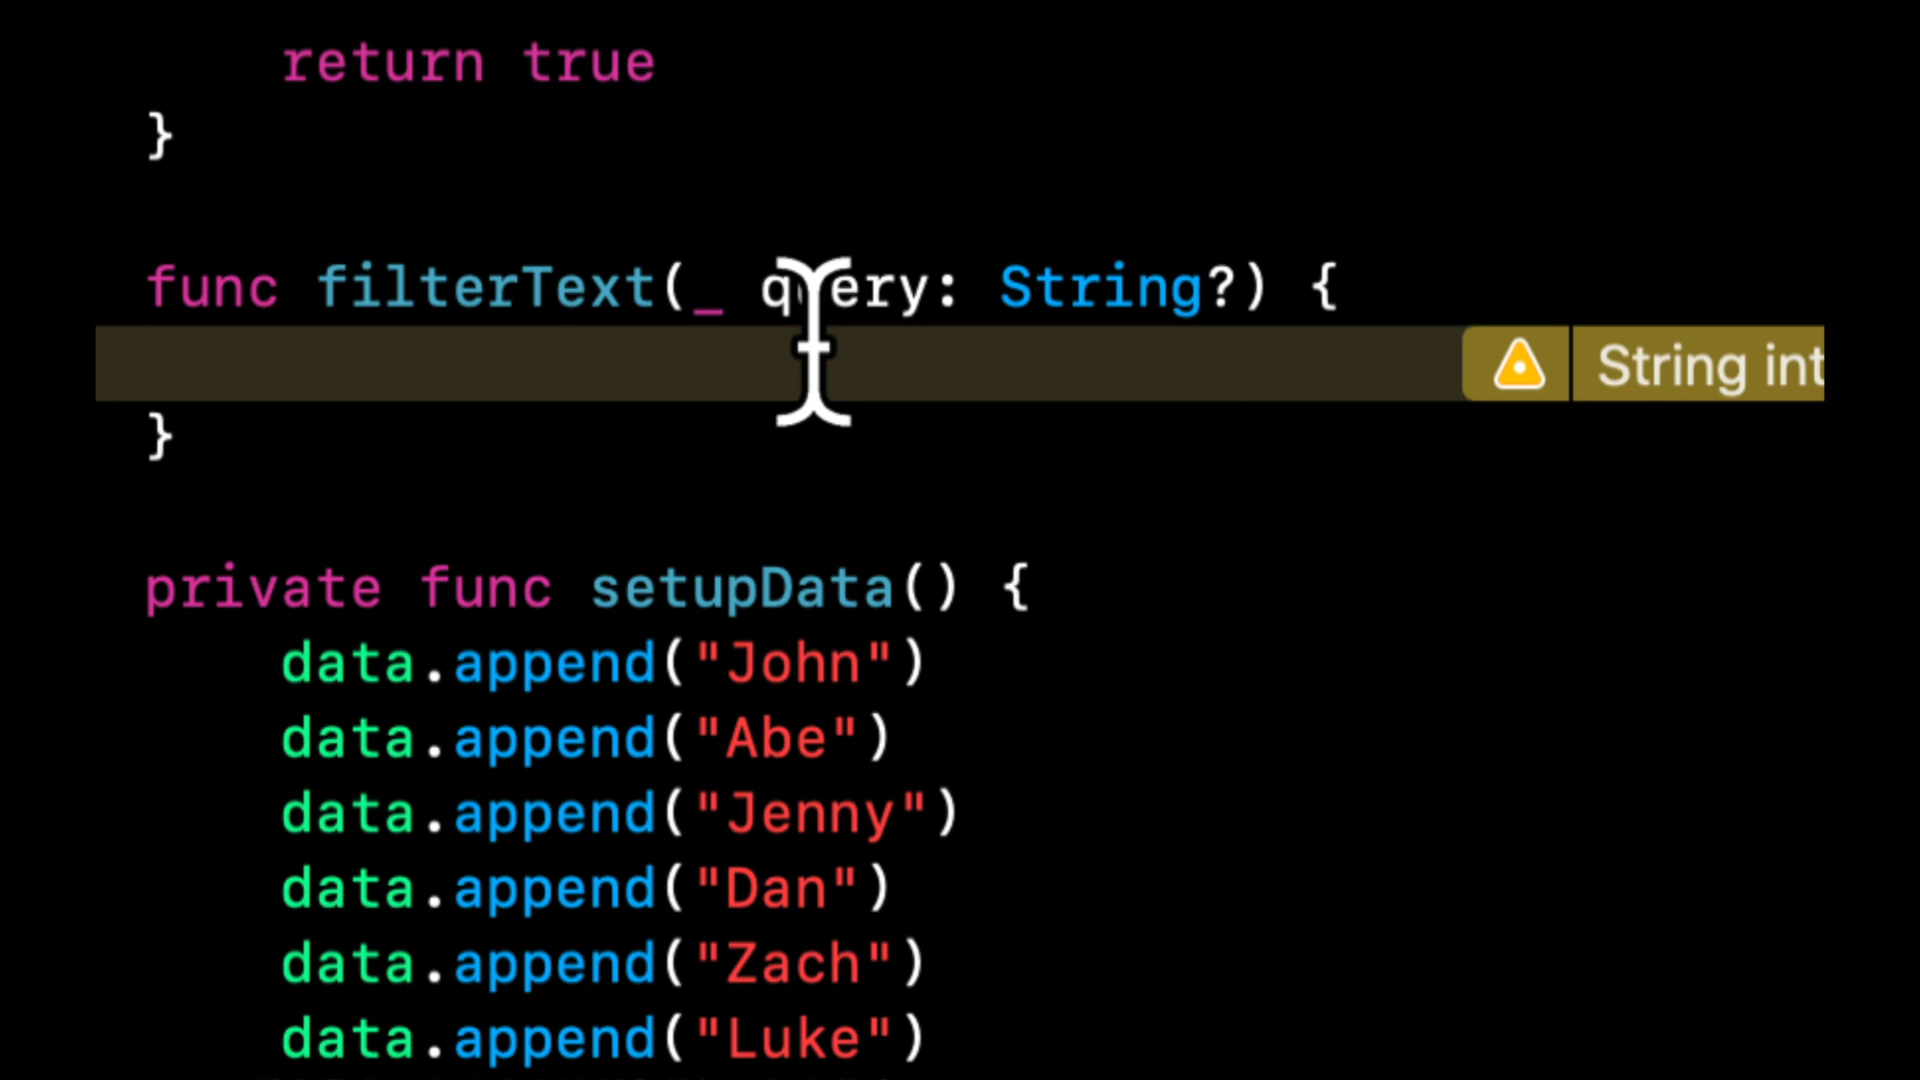 return true
}
func filterText(_ query: String?) {
String int
}
private func setupData() {
data.append("John")
data.append("Abe")
data.append("Jenny")
data.append("Dan")
data.append("Zach")
data.append("Luke")